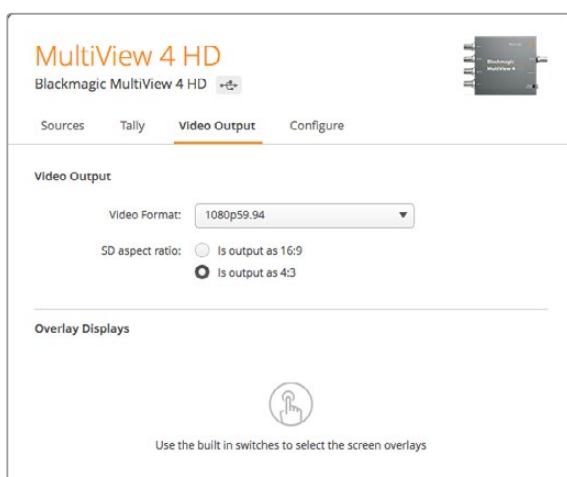 MultiView 4 HD
Blackmagic MultiView 4 HD
Sources Tally Video Output Configure
Video Output
Video Format: 1080p59.94
SD aspect ratio: Is output as 16:9
Is output as 4:3
Overlay Displays
Use the built in switches to select the screen overlays